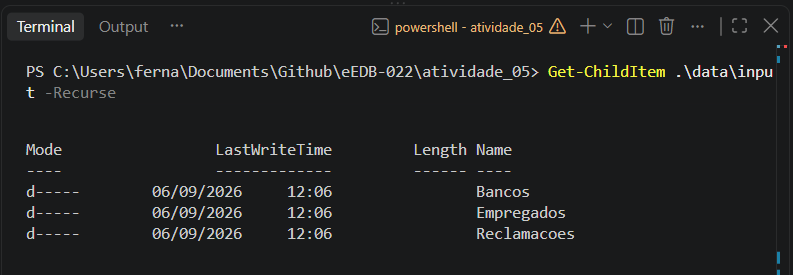 Terminal Output ... powershell - atividade_05
PS C:\Users\ferna\Documents\Github\eEDB-022\atividade_05> Get-ChildItem .\data\inpu
t -Recurse
Mode                 LastWriteTime         Length Name
----                 -------------         ------ ----
d-----        06/09/2026     12:06                Bancos
d-----        06/09/2026     12:06                Empregados
d-----        06/09/2026     12:06                Reclamacoes